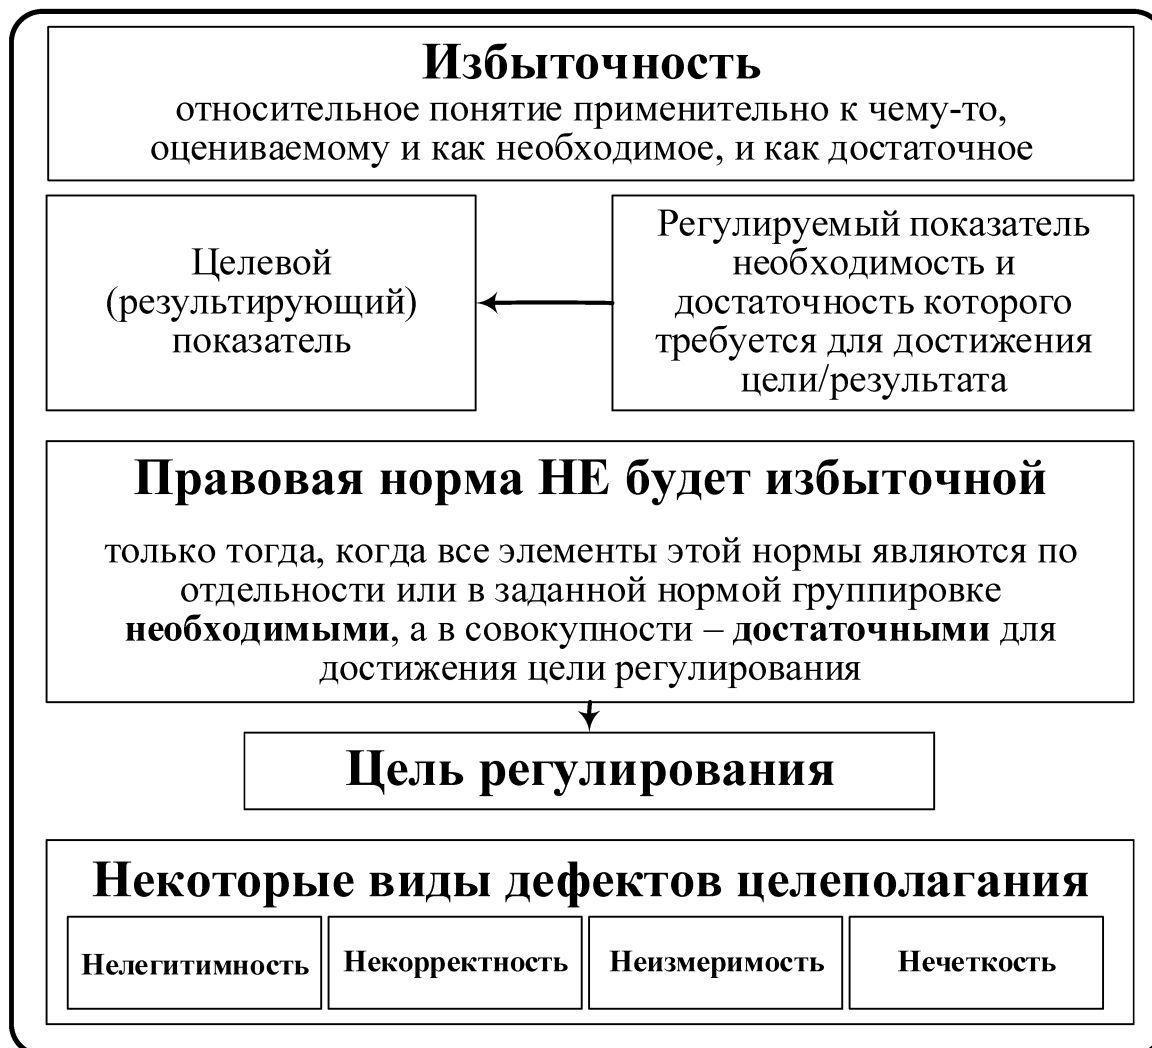 Избыточность
относительное понятие применительно к чему-то,
оцениваемому и как необходимое, и как достаточное
Целевой
(результирующий)
показатель
Регулируемый показатель
необходимость и
достаточность которого
требуется для достижения
цели/результата
Правовая норма НЕ будет избыточной
только тогда, когда все элементы этой нормы являются по
отдельности или в заданной нормой группировке
необходимыми, а в совокупности – достаточными для
достижения цели регулирования
Цель регулирования
Некоторые виды дефектов целеполагания
Нелегитимность
Некорректность
Неизмеримость
Нечеткость